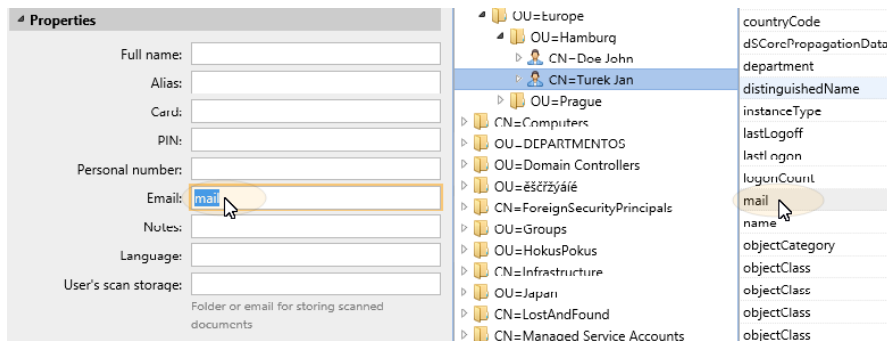 Properties
Full name:
Alias:
Card:
PIN:
Personal number:
Email: mail
Notes:
Language:
User's scan storage:
Folder or email for storing scanned
documents
OU=Europe
OU=Hamburg
CN=Doe John
CN=Turek Jan
OU=Prague
CN=Computers
OU=DEPARTMENTOS
OU=Domain Controllers
OU=ěščřžýáíé
CN=ForeignSecurityPrincipals
OU=Groups
OU=HokusPokus
CN=Infrastructure
OU=Japan
CN=LostAndFound
CN=Managed Service Accounts
countryCode
dSCorePropagationData
department
distinguishedName
instanceType
lastLogoff
lastLogon
logonCount
mail
name
objectCategory
objectClass
objectClass
objectClass
objectClass